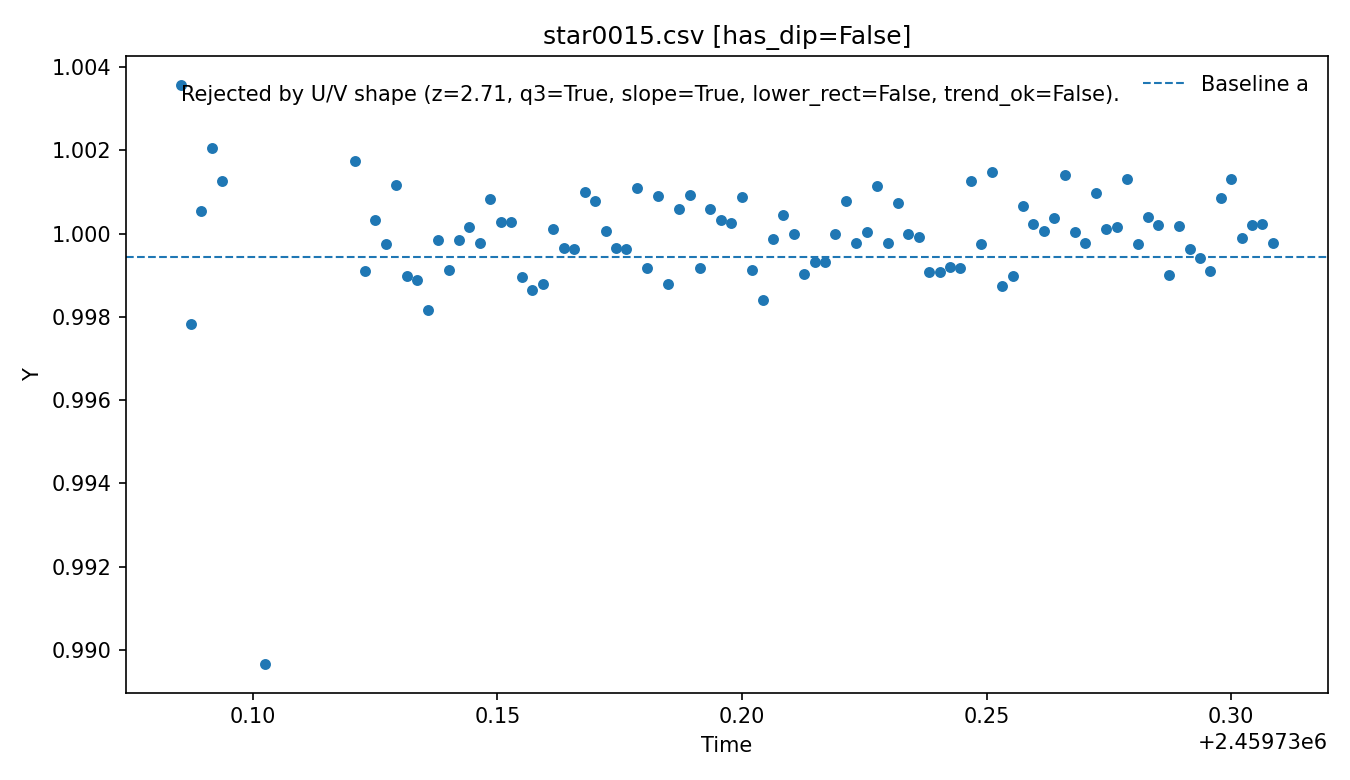 star0015.csv [has_dip=False]
1.004
Rejected by U/V shape (z=2.71, q3=True, slope=True, lower_rect=False, trend_ok=False).
Baseline a
1.002
1.000
0.998
0.996
0.994
0.992
0.990
Y
0.10
0.15
0.20
0.25
0.30
Time
+2.45973e6